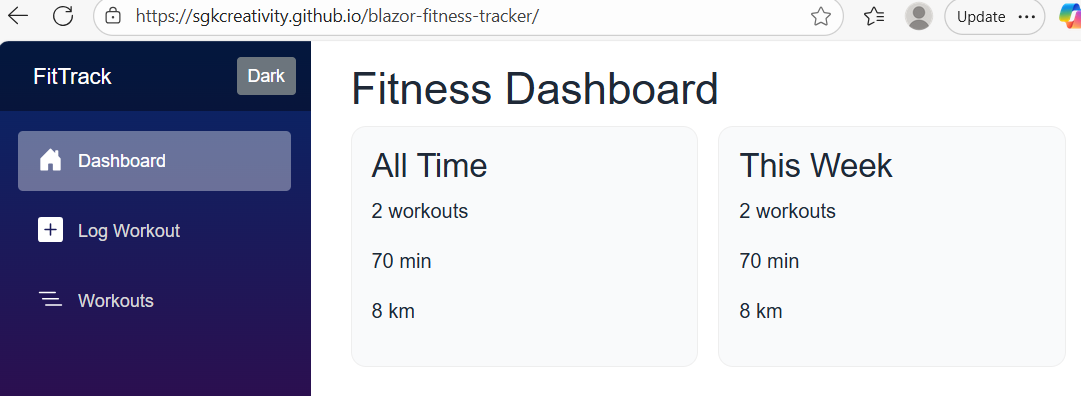 https://sgkcreativity.github.io/blazor-fitness-tracker/
Update
FitTrack
Dark
Dashboard
Log Workout
Workouts
Fitness Dashboard
All Time
2 workouts
70 min
8 km
This Week
2 workouts
70 min
8 km